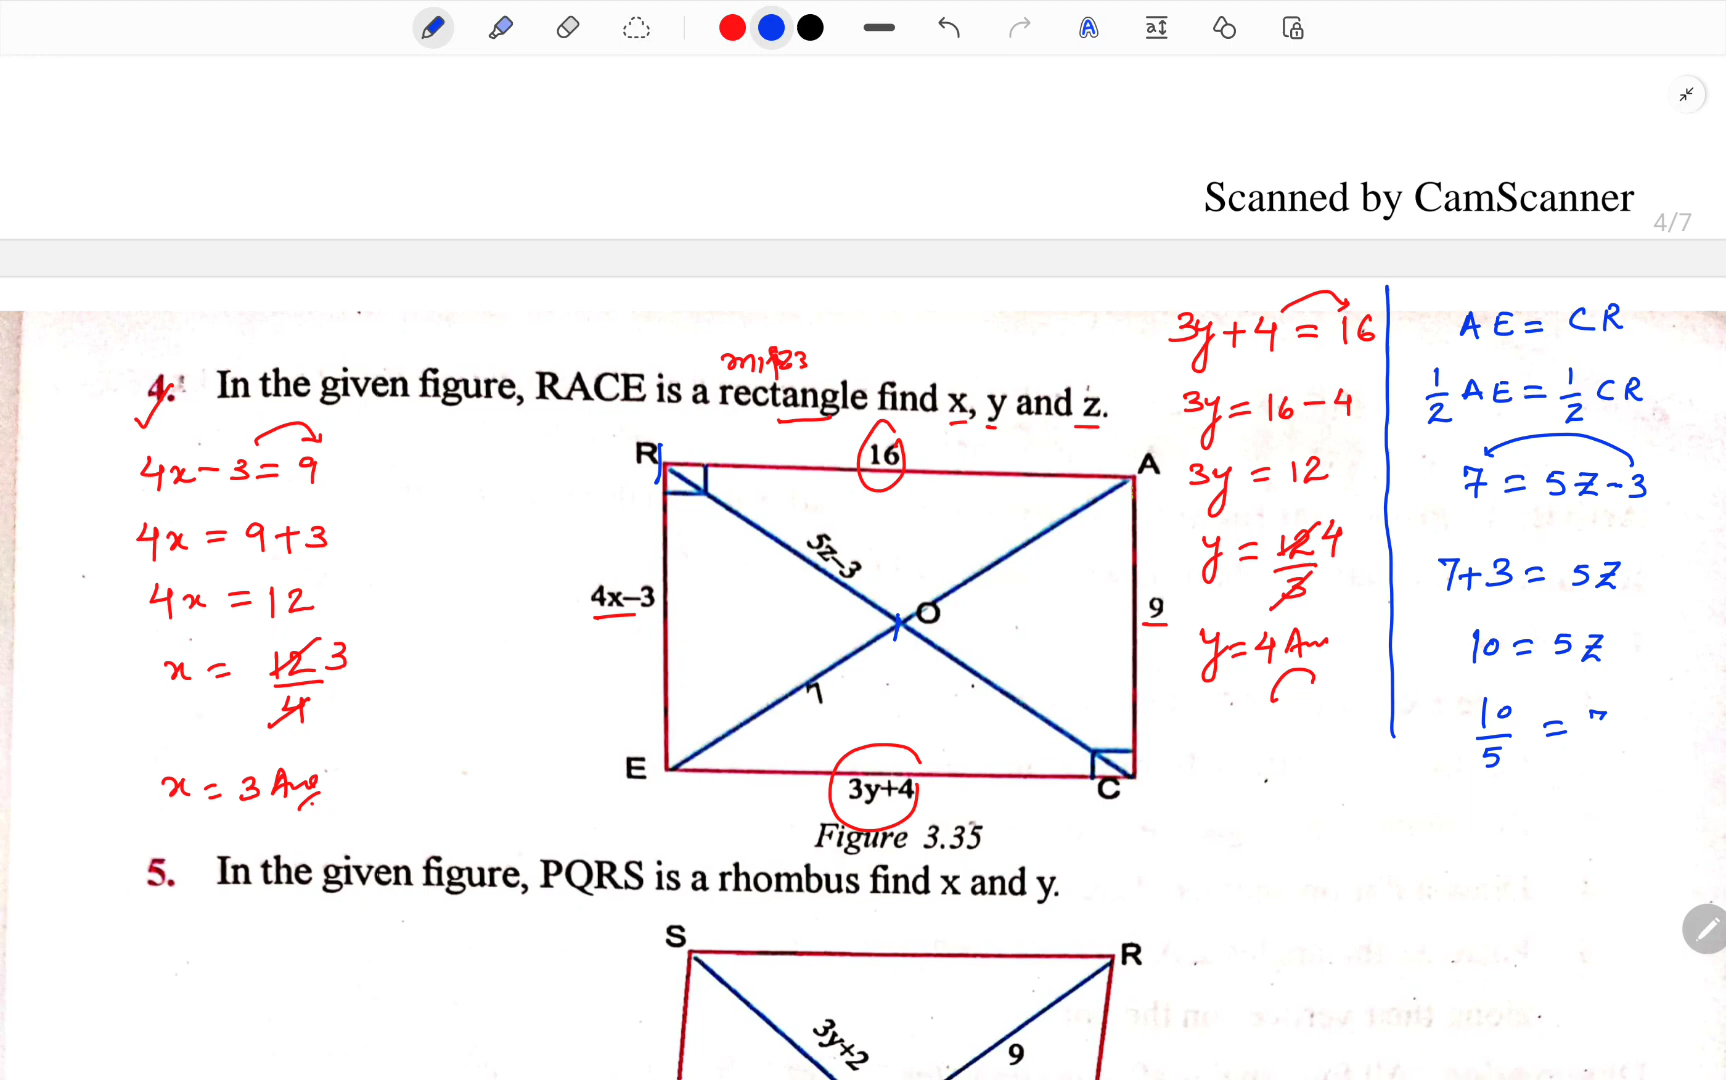 Scanned by CamScanner
4/7
4. In the given figure, RACE is a rectangle find x, y and z.
4x-3 = 9
4x = 9+3
4x = 12
x = 12/4 3
x = 3 Ans
R
16
A
5z-3
4x-3
O
9
7
E
3y+4
C
Figure 3.35
3y+4 = 16
3y = 16-4
3y = 12
y = 12/3 4
y = 4 Ans
AE = CR
1/2 AE = 1/2 CR
7 = 5z-3
7+3 = 5z
10 = 5z
10/5 =
5. In the given figure, PQRS is a rhombus find x and y.
S
R
3y+2
9